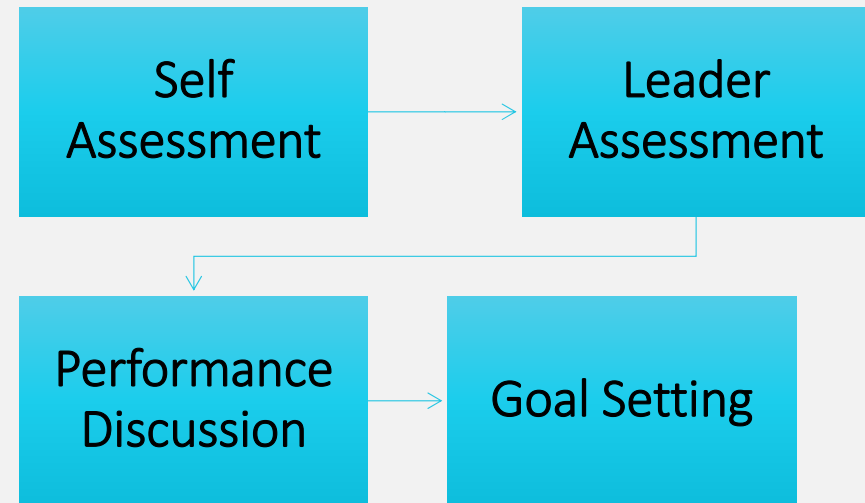 Self
Assessment
Leader
Assessment
Performance
Discussion
Goal Setting